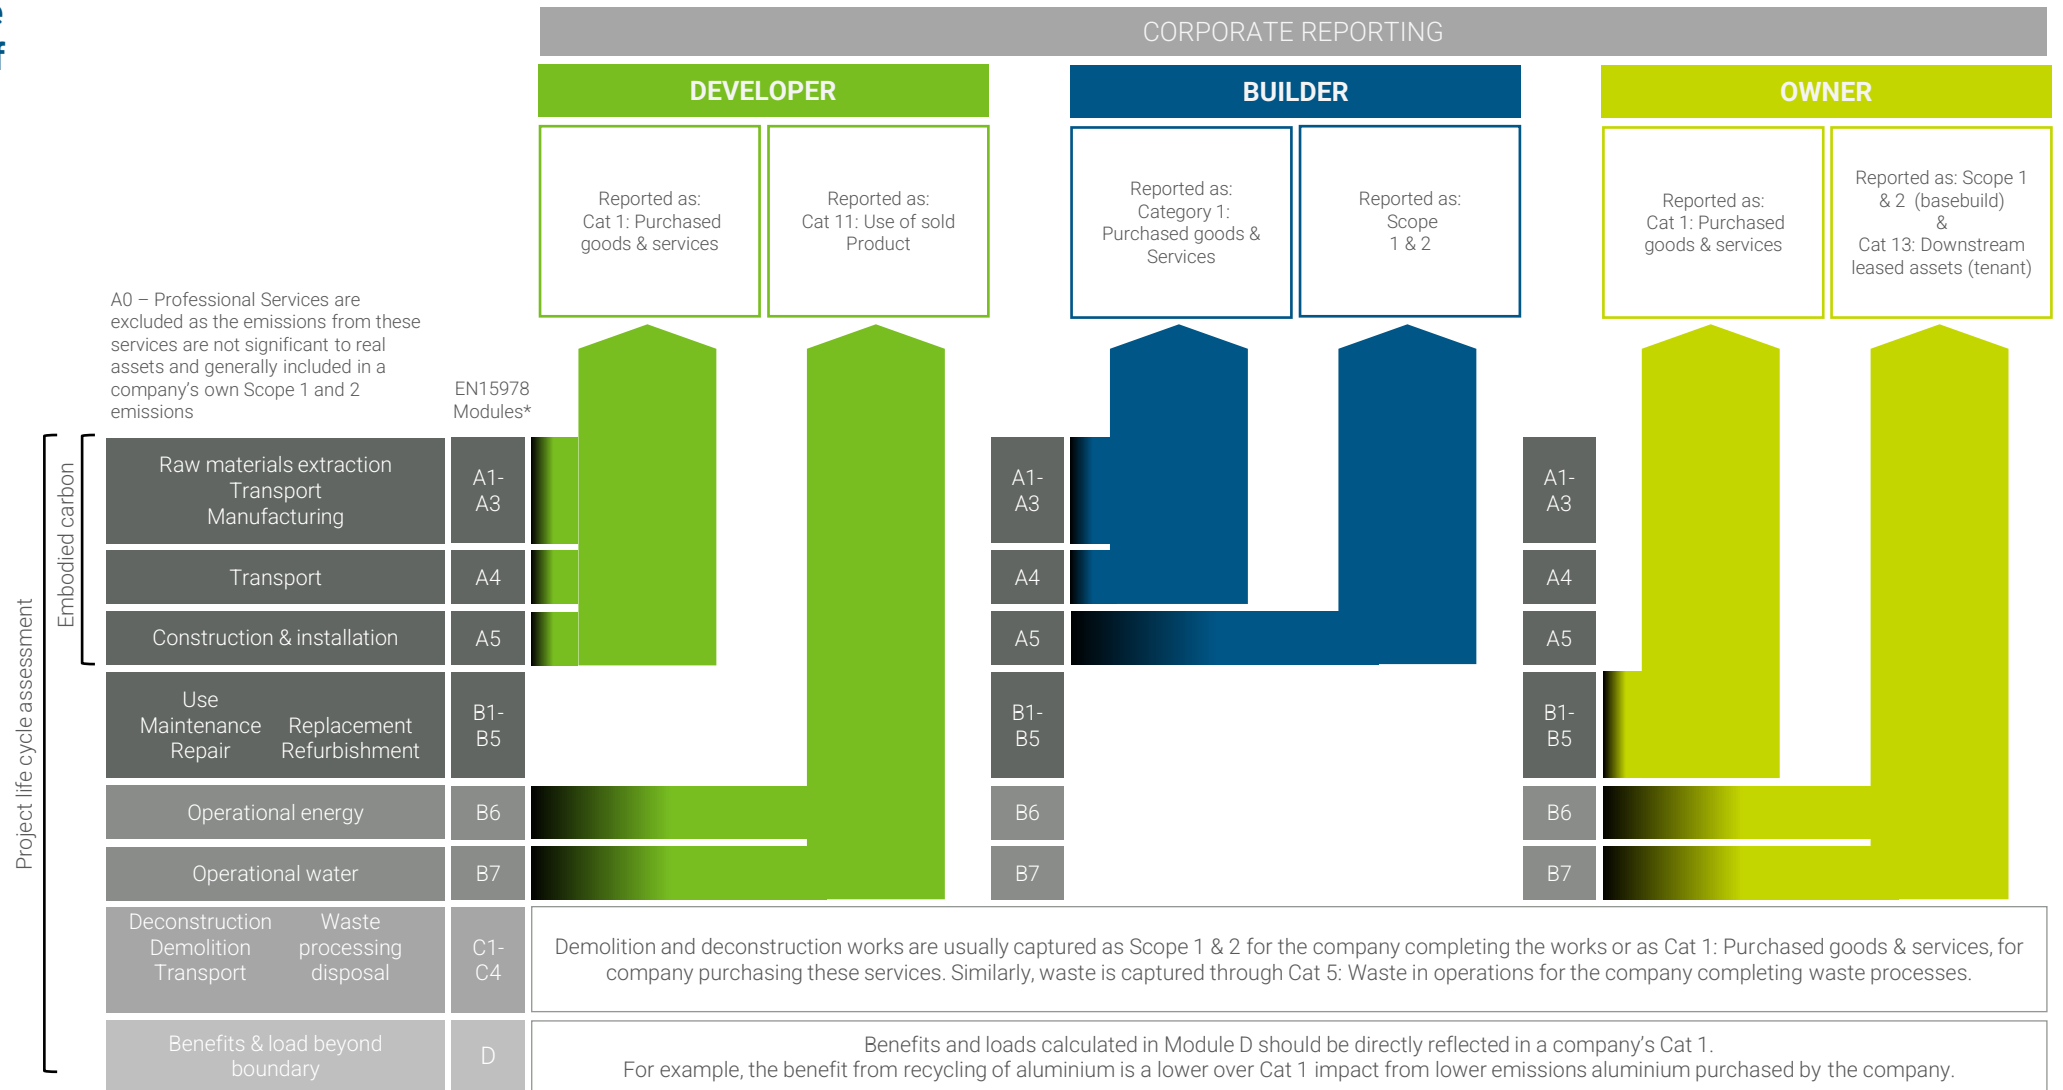 e
f
CORPORATE REPORTING
DEVELOPER
BUILDER
OWNER
Reported as:
Cat 1: Purchased
goods & services
Reported as:
Cat 11: Use of sold
Product
Reported as:
Category 1:
Purchased goods &
Services
Reported as:
Scope
1 & 2
Reported as:
Cat 1: Purchased
goods & services
Reported as: Scope 1
& 2 (basebuild)
&
Cat 13: Downstream
leased assets (tenant)
A0 – Professional Services are
excluded as the emissions from these
services are not significant to real
assets and generally included in a
company's own Scope 1 and 2
emissions
EN15978
Modules*
Project life cycle assessment
Embodied carbon
Raw materials extraction
Transport
Manufacturing
A1-
A3
A1-
A3
A1-
A3
Transport
A4
A4
A4
Construction & installation
A5
A5
A5
Use
Maintenance
Repair
Replacement
Refurbishment
B1-
B5
B1-
B5
B1-
B5
Operational energy
B6
B6
B6
Operational water
B7
B7
B7
Deconstruction
Demolition
Transport
Waste
processing
disposal
C1-
C4
Demolition and deconstruction works are usually captured as Scope 1 & 2 for the company completing the works or as Cat 1: Purchased goods & services, for
company purchasing these services. Similarly, waste is captured through Cat 5: Waste in operations for the company completing waste processes.
Benefits & load beyond
boundary
D
Benefits and loads calculated in Module D should be directly reflected in a company's Cat 1.
For example, the benefit from recycling of aluminium is a lower over Cat 1 impact from lower emissions aluminium purchased by the company.